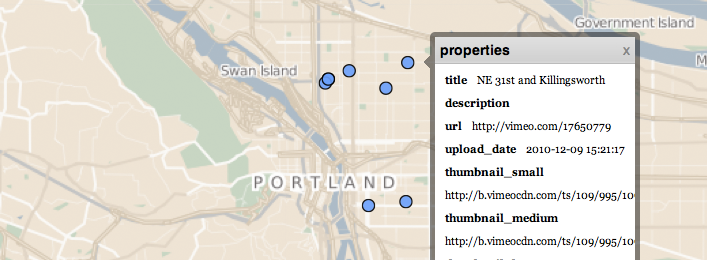 Government Island
Swan Island
PORTLAND
properties x
title NE 31st and Killingsworth
description
url http://vimeo.com/17650779
upload_date 2010-12-09 15:21:17
thumbnail_small
http://b.vimeocdn.com/ts/109/995/10
thumbnail_medium
http://b.vimeocdn.com/ts/109/995/10